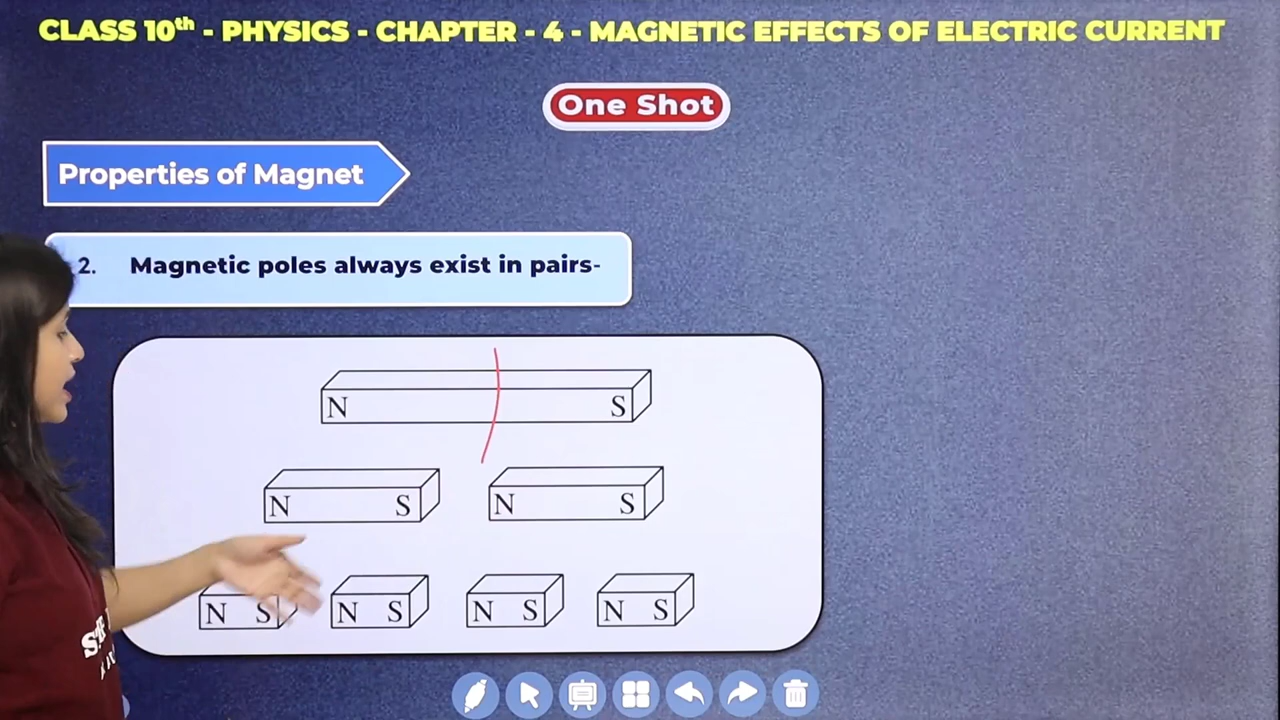 CLASS 10th - PHYSICS - CHAPTER - 4 - MAGNETIC EFFECTS OF ELECTRIC CURRENT
One Shot
Properties of Magnet
2. Magnetic poles always exist in pairs-
N S
N S N S
N S N S N S N S